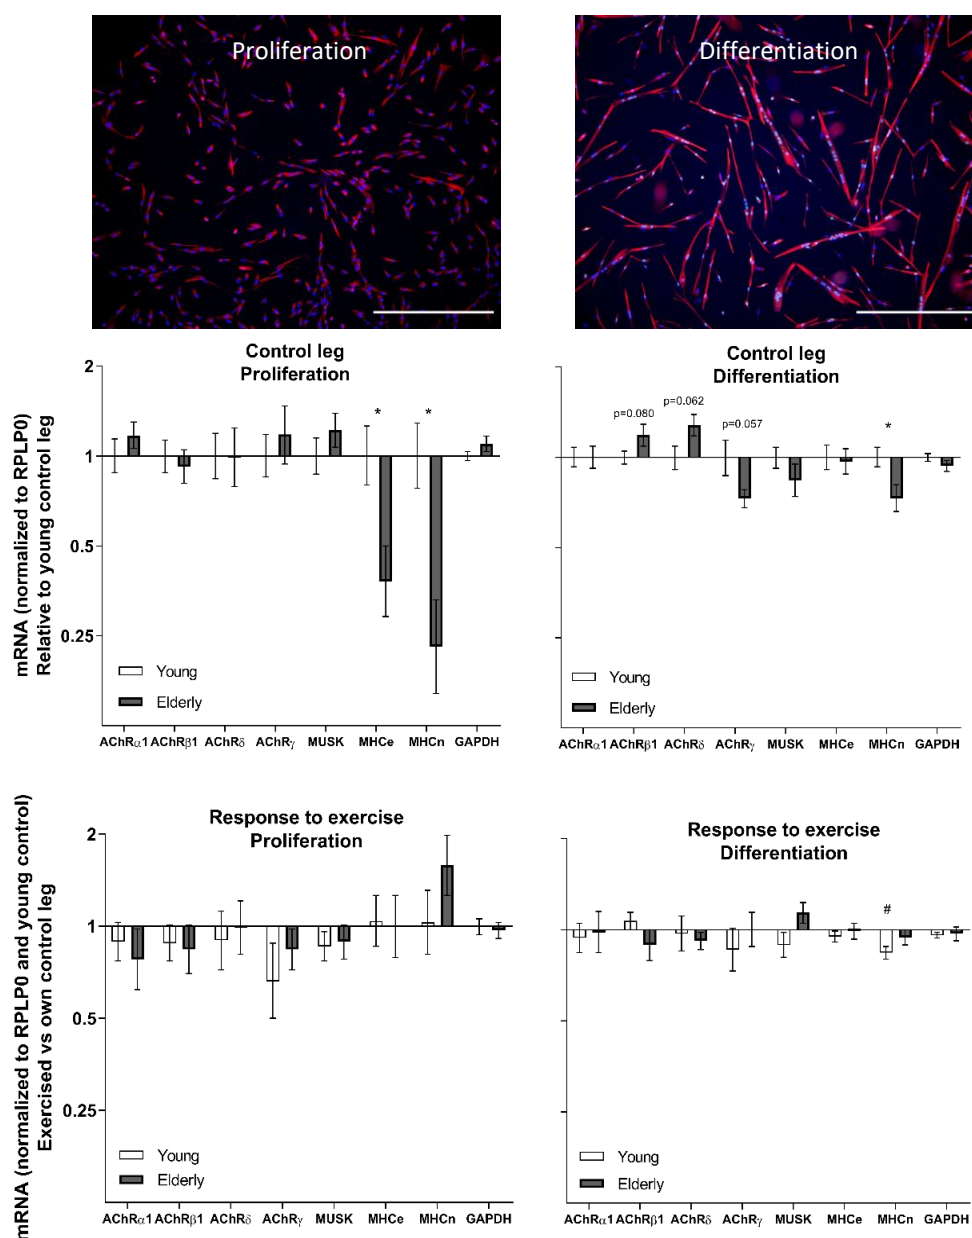 Proliferation
Differentiation
Control leg
Proliferation
mRNA (normalized to RPLP0)
Relative to young control leg
2
1
0.5
0.25
*
*
Young
Elderly
AChRα1 AChRβ1 AChRδ AChRγ MUSK MHCe MHCn GAPDH
Control leg
Differentiation
p=0.080
p=0.062
p=0.057
*
Young
Elderly
AChRα1 AChRβ1 AChRδ AChRγ MUSK MHCe MHCn GAPDH
Response to exercise
Proliferation
mRNA (normalized to RPLP0 and young control)
Exercised vs own control leg
2
1
0.5
0.25
Young
Elderly
AChRα1 AChRβ1 AChRδ AChRγ MUSK MHCe MHCn GAPDH
Response to exercise
Differentiation
#
Young
Elderly
AChRα1 AChRβ1 AChRδ AChRγ MUSK MHCe MHCn GAPDH